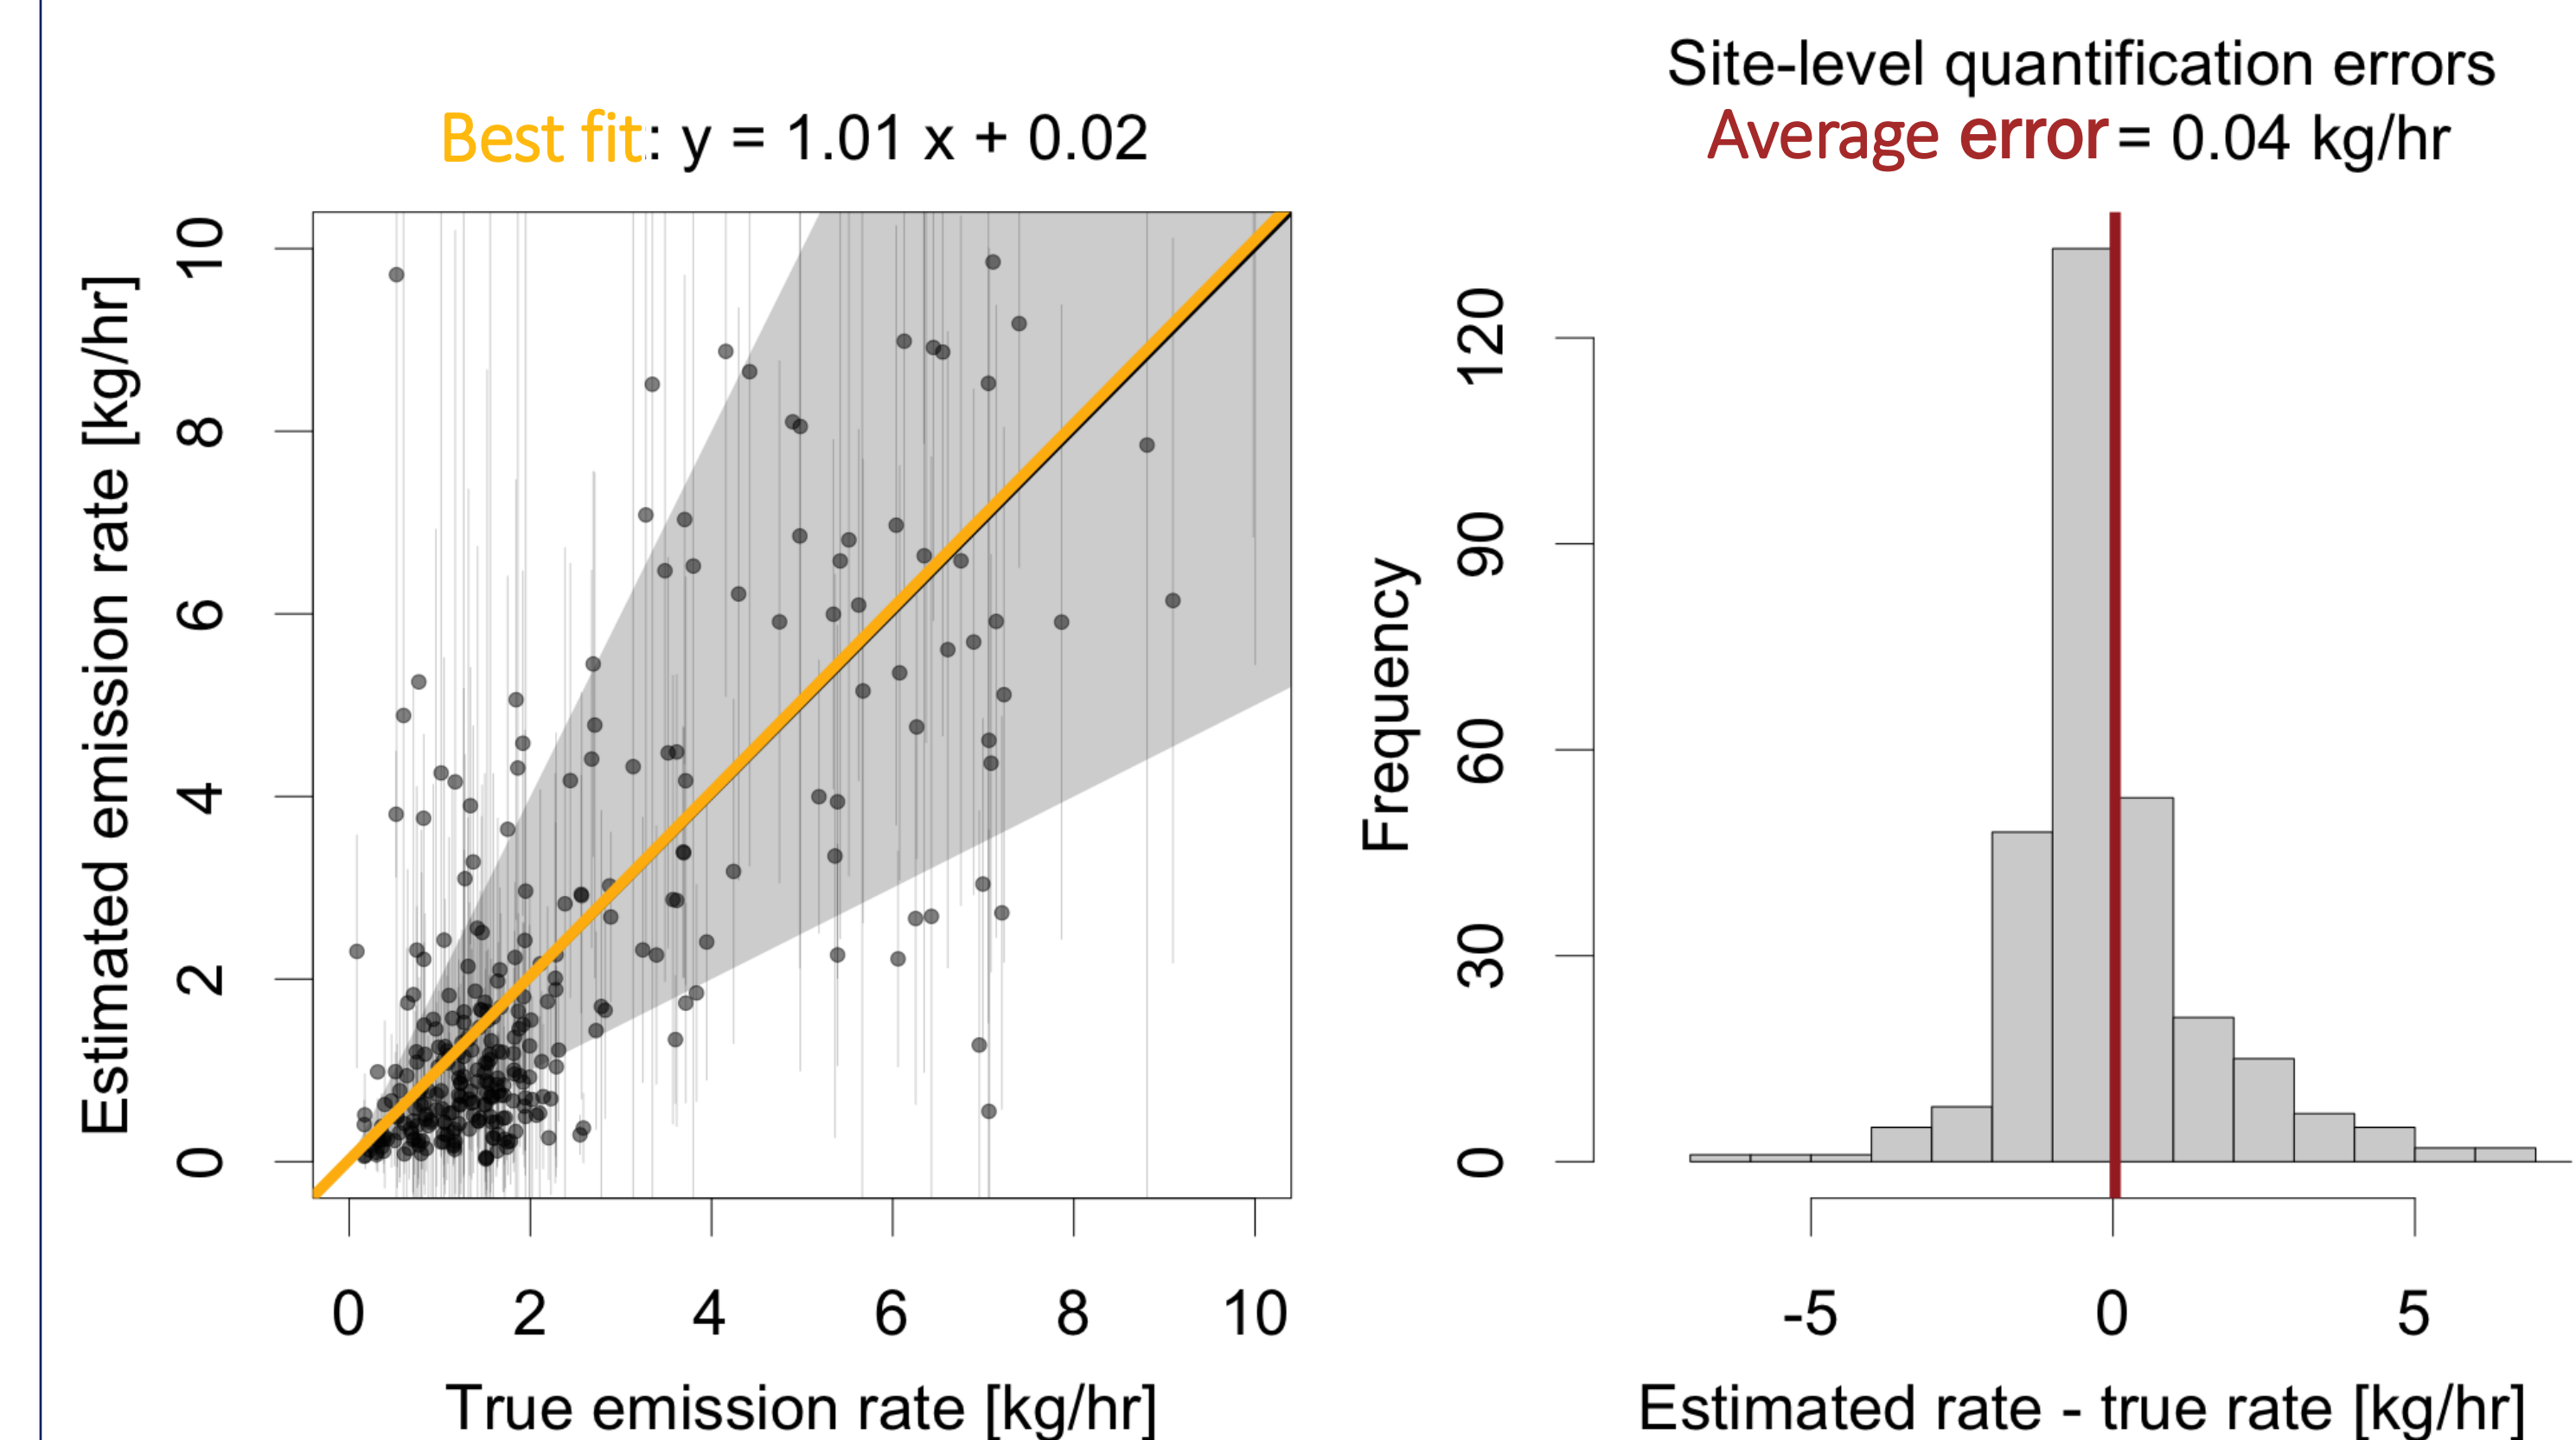 Best fit: y = 1.01 x + 0.02
Estimated emission rate [kg/hr]
10
8
6
4
2
0
0 2 4 6 8 10
True emission rate [kg/hr]
Site-level quantification errors
Average error = 0.04 kg/hr
Frequency
120
90
60
30
0
-5 0 5
Estimated rate - true rate [kg/hr]